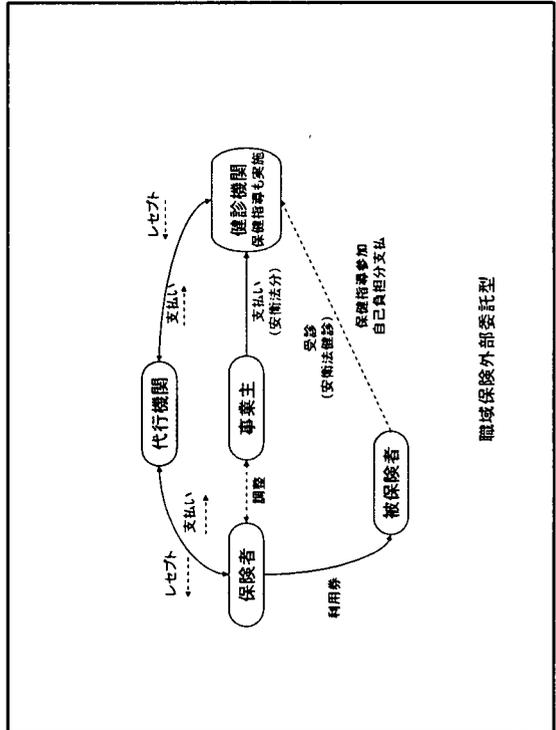 レセプト
支払い
代行機関
レセプト
支払い
保険者
調整
事業主
支払い
(安衛法分)
健診機関
保健指導も実施
受診
(安衛法健診)
保健指導参加
自己負担分支払
利用券
被保険者
職域保険外部委託型